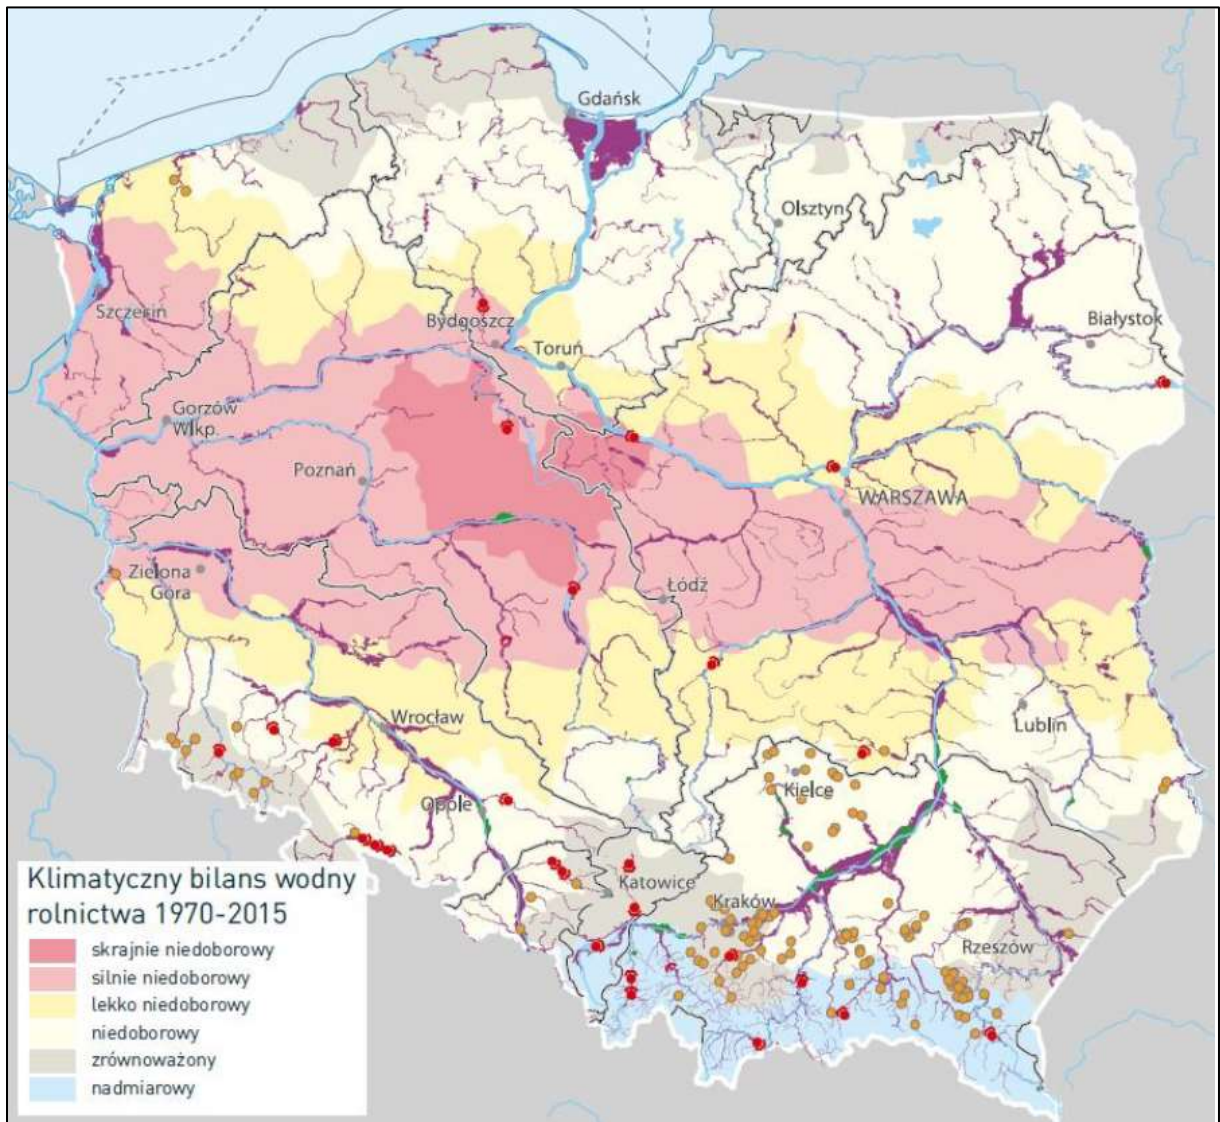 Gdańsk
Olsztyn
Szczecin
Bydgoszcz
Białystok
Toruń
Gorzów
Wlkp.
Poznań
WARSZAWA
Zielona
Góra
Łódź
Lublin
Wrocław
Kielce
Opole
Katowice
Kraków
Rzeszów
Klimatyczny bilans wodny
rolnictwa 1970-2015
skrajnie niedoborowy
silnie niedoborowy
lekko niedoborowy
niedoborowy
zrównoważony
nadmiarowy